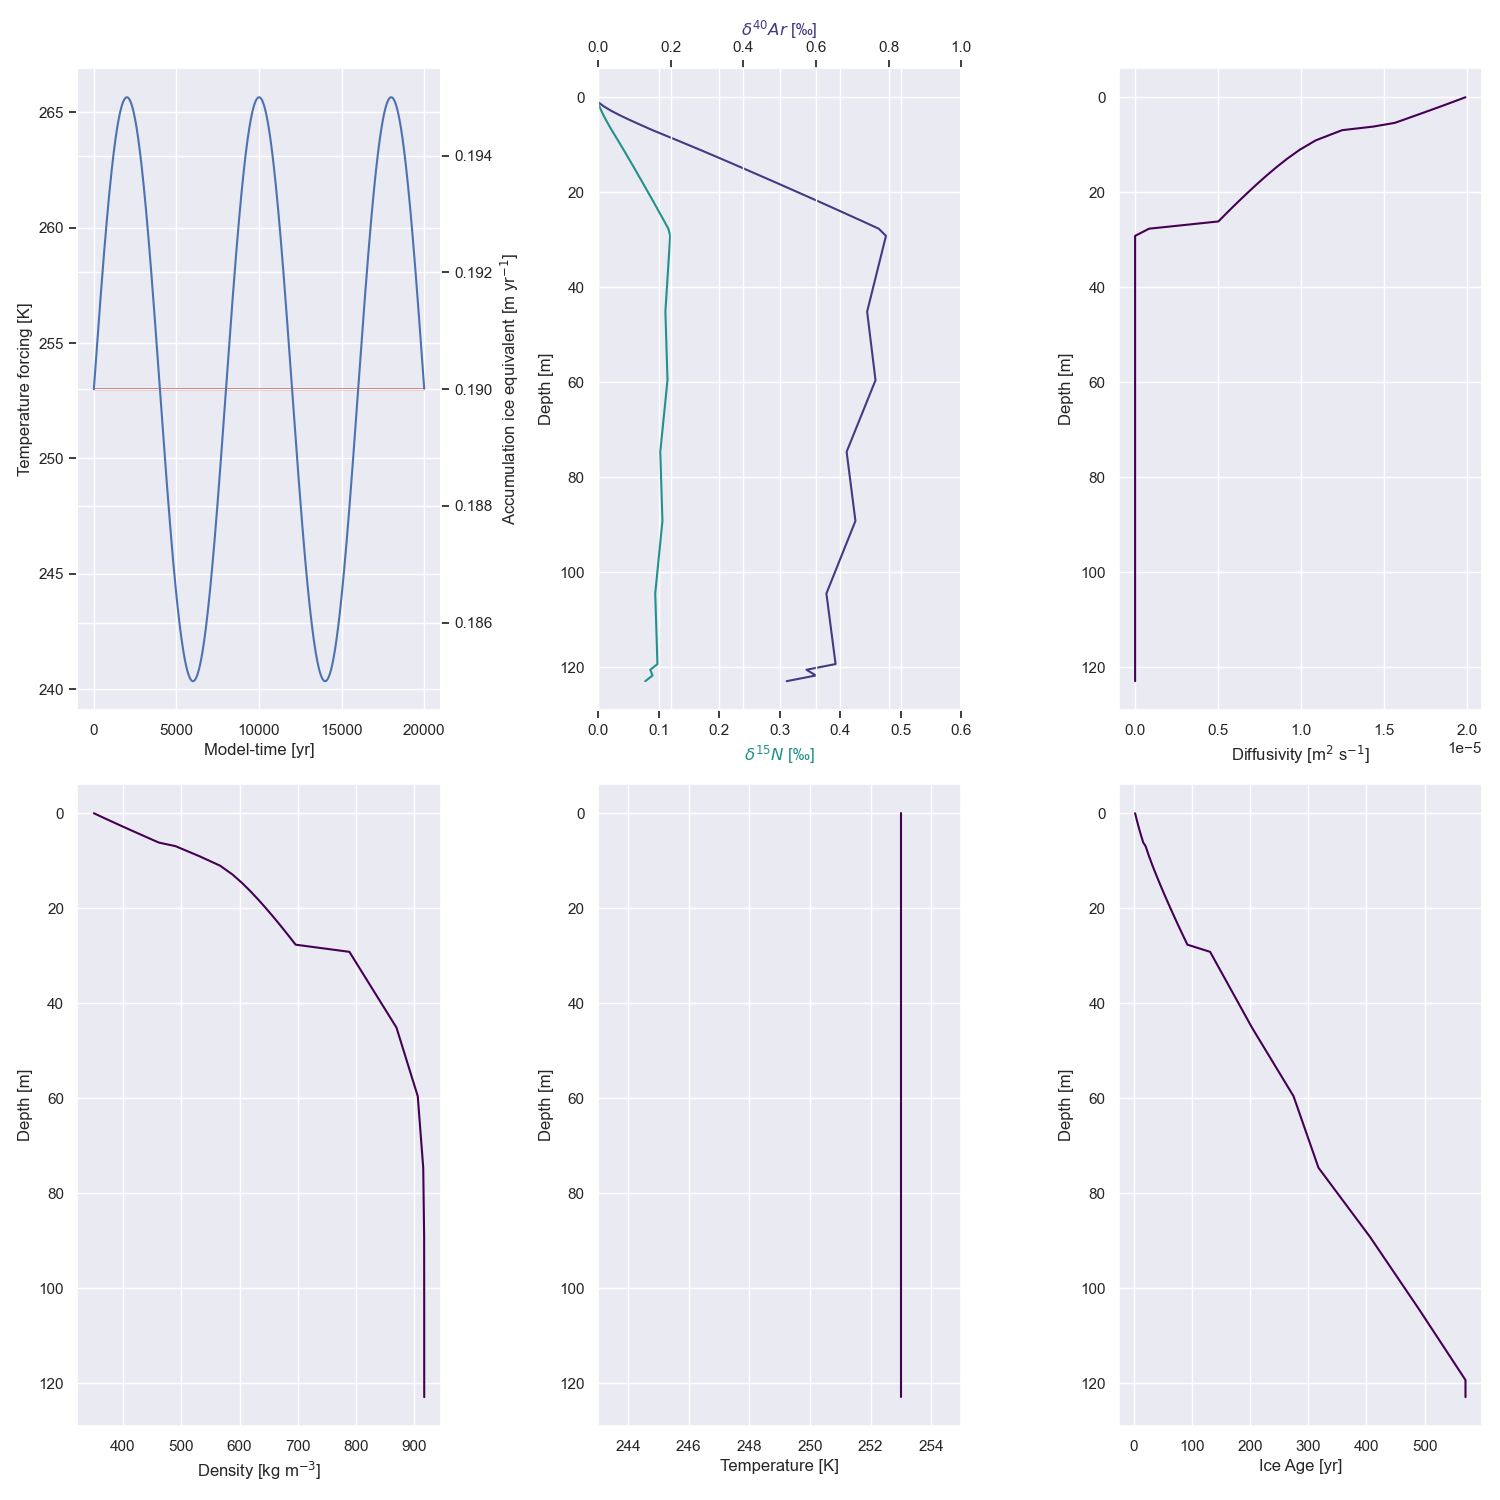 265
260
255
250
245
240
Temperature forcing [K]
0 5000 10000 15000 20000
Model-time [yr]
0.194
0.192
0.190
0.188
0.186
Accumulation ice equivalent [m yr⁻¹]
δ⁴⁰Ar [‰]
0.0 0.2 0.4 0.6 0.8 1.0
0
20
40
60
80
100
120
Depth [m]
0.0 0.1 0.2 0.3 0.4 0.5 0.6
δ¹⁵N [‰]
0
20
40
60
80
100
120
Depth [m]
0.0 0.5 1.0 1.5 2.0
1e−5
Diffusivity [m² s⁻¹]
0
20
40
60
80
100
120
Depth [m]
400 500 600 700 800 900
Density [kg m⁻³]
0
20
40
60
80
100
120
Depth [m]
244 246 248 250 252 254
Temperature [K]
0
20
40
60
80
100
120
Depth [m]
0 100 200 300 400 500
Ice Age [yr]